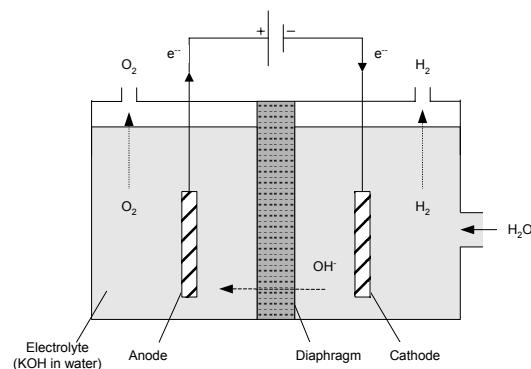 + −
e-- e--
O₂ H₂
O₂ H₂
H₂O
OH⁻
Electrolyte
(KOH in water)
Anode
Diaphragm
Cathode